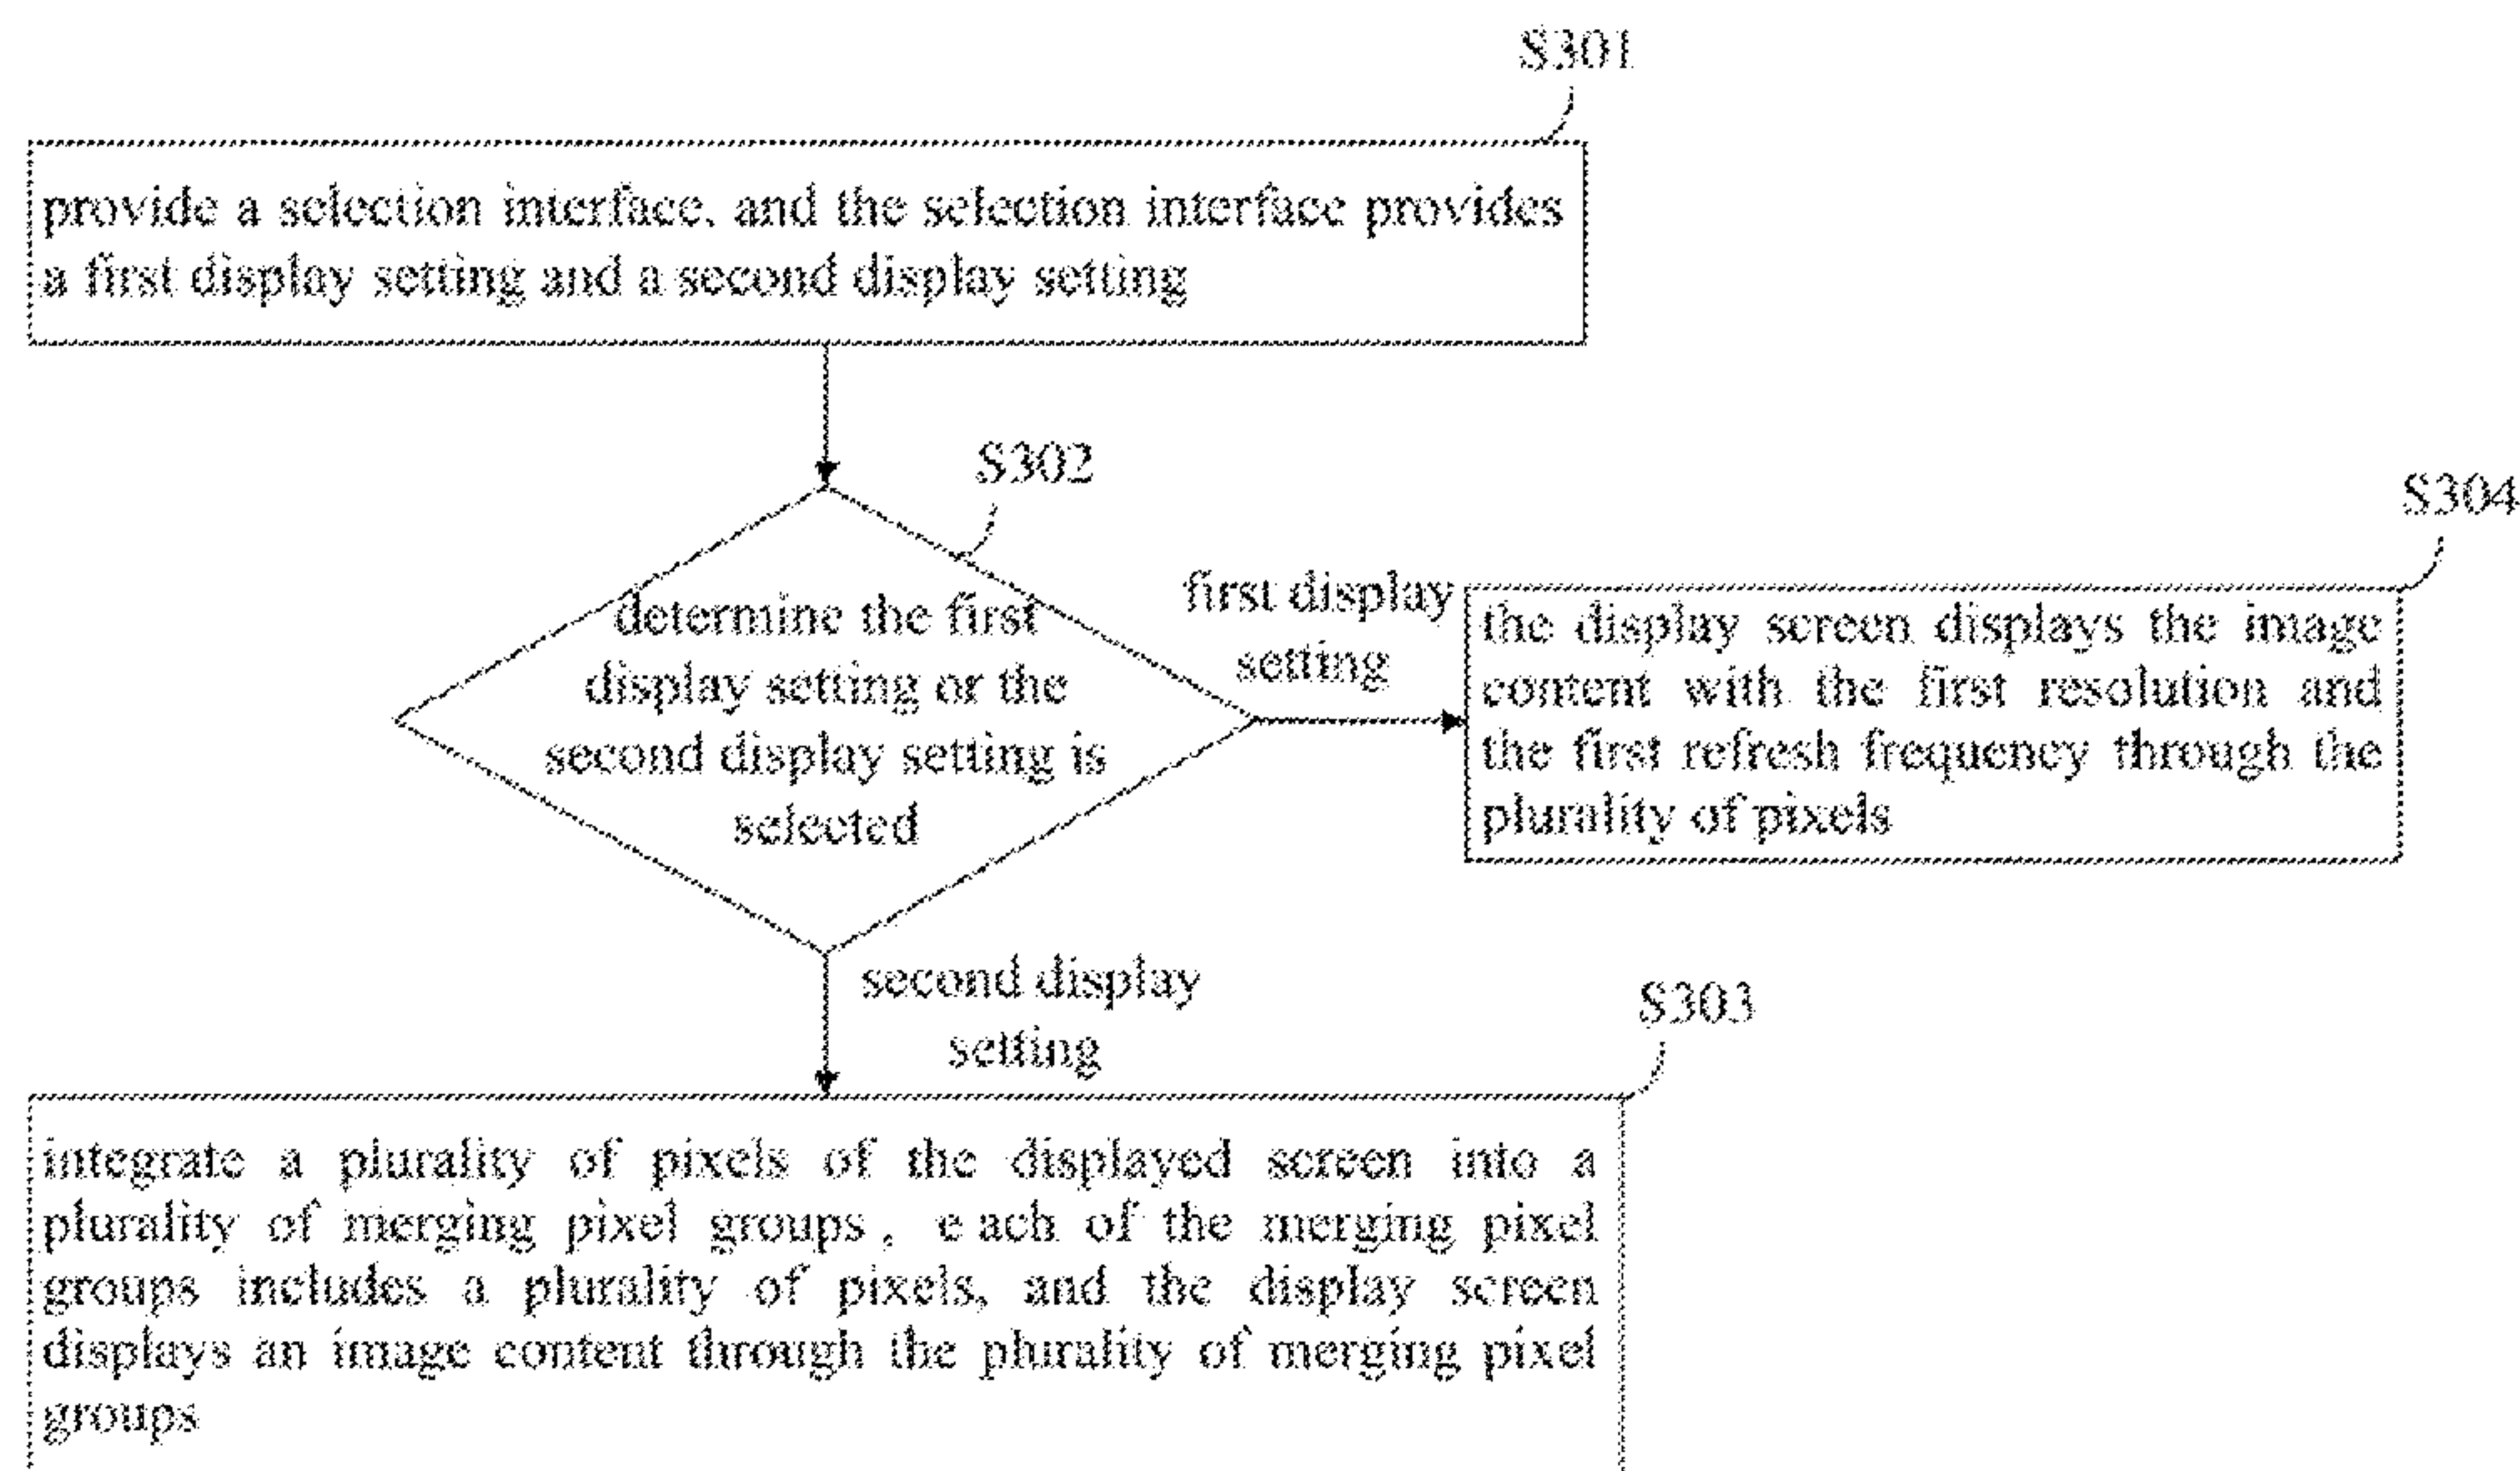 S301
provide a selection interface, and the selection interface provides
a first display setting and a second display setting
S302
determine the first
display setting or the
second display setting is
selected
first display
setting
S304
the display screen displays the image
content with the first resolution and
the first refresh frequency through the
plurality of pixels
second display
setting
S303
integrate a plurality of pixels of the displayed screen into a
plurality of merging pixel groups , e ach of the merging pixel
groups includes a plurality of pixels, and the display screen
displays an image content through the plurality of merging pixel
groups